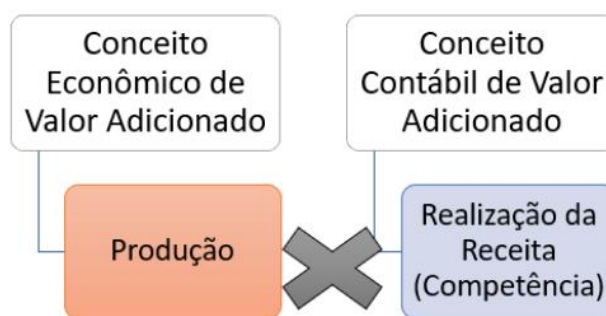 Conceito
Econômico de
Valor Adicionado
Conceito
Contábil de Valor
Adicionado
Produção
Realização da
Receita
(Competência)